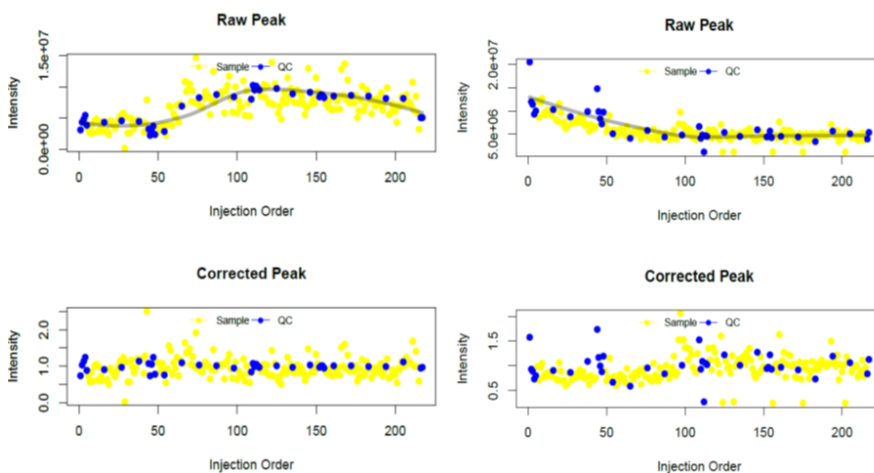 Raw Peak
1.5e+07
0.0e+00
Intensity
Sample QC
0 50 100 150 200
Injection Order
Raw Peak
2.0e+07
5.0e+06
Intensity
Sample QC
0 50 100 150 200
Injection Order
Corrected Peak
2.0
1.0
0.0
Intensity
Sample QC
0 50 100 150 200
Injection Order
Corrected Peak
1.5
0.5
Intensity
Sample QC
0 50 100 150 200
Injection Order